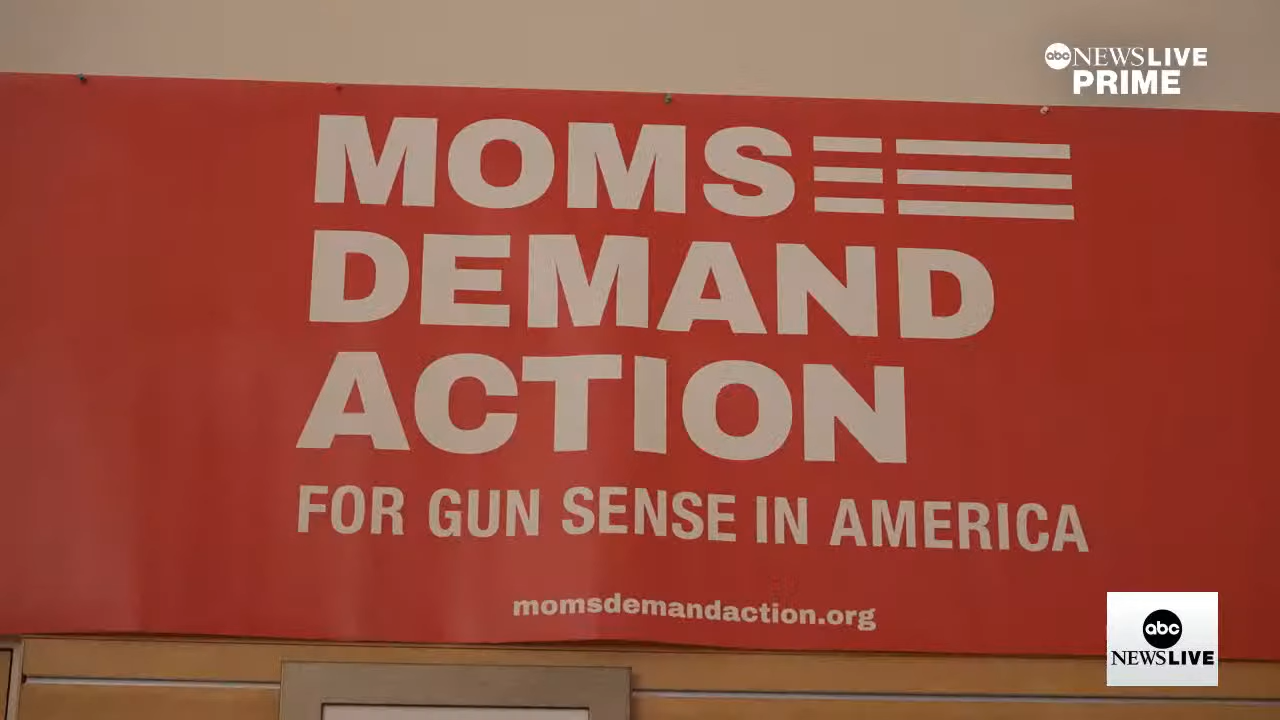 abc NEWS LIVE
PRIME
MOMS
DEMAND
ACTION
FOR GUN SENSE IN AMERICA
momsdemandaction.org
abc
NEWS LIVE